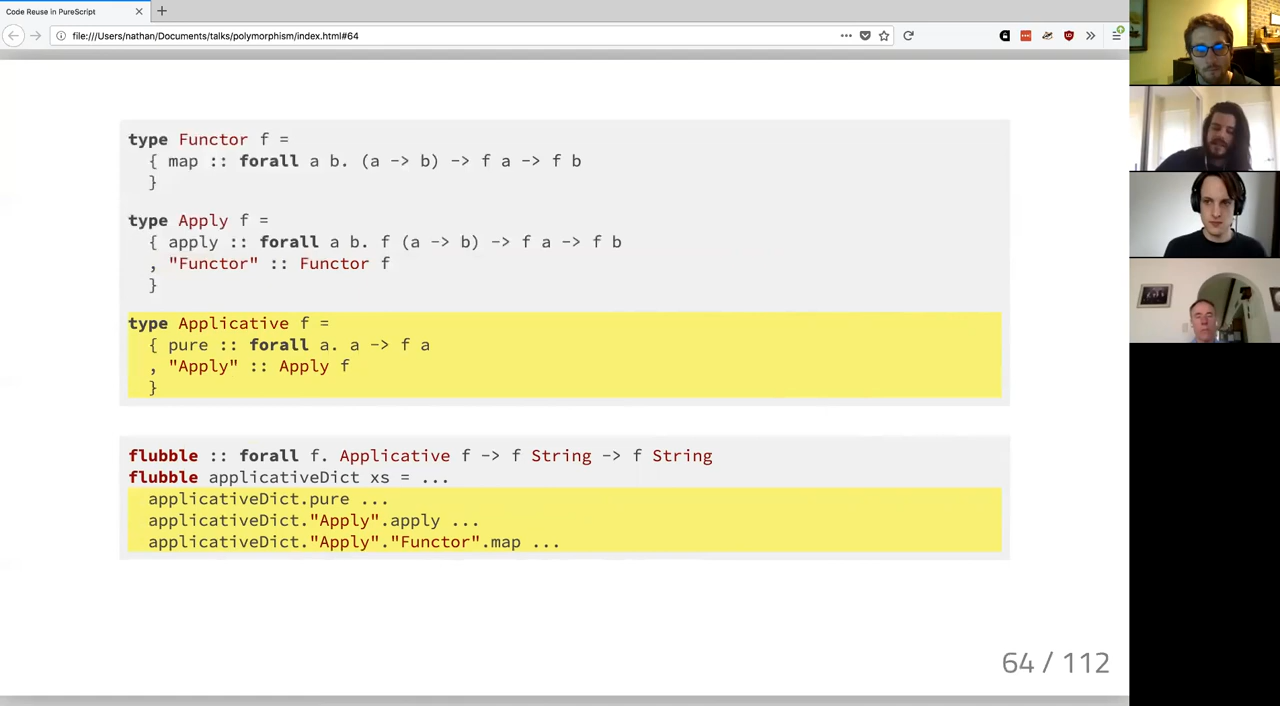 Code Reuse in PureScript
file:///Users/nathan/Documents/talks/polymorphism/index.html#64
type Functor f =
{ map :: forall a b. (a -> b) -> f a -> f b
}
type Apply f =
{ apply :: forall a b. f (a -> b) -> f a -> f b
, "Functor" :: Functor f
}
type Applicative f =
{ pure :: forall a. a -> f a
, "Apply" :: Apply f
}
flubble :: forall f. Applicative f -> f String -> f String
flubble applicativeDict xs = ...
applicativeDict.pure ...
applicativeDict."Apply".apply ...
applicativeDict."Apply"."Functor".map ...
64 / 112